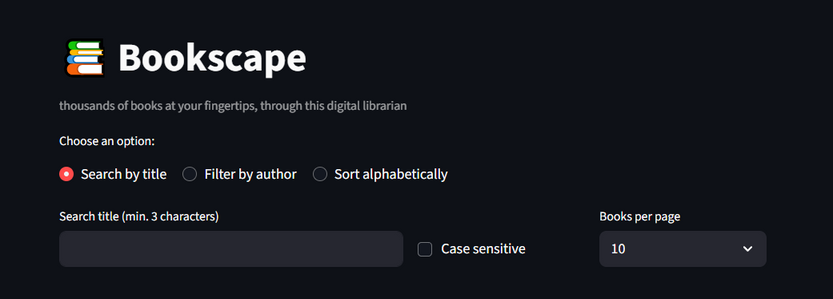 Bookscape
thousands of books at your fingertips, through this digital librarian
Choose an option:
Search by title Filter by author Sort alphabetically
Search title (min. 3 characters) Books per page
Case sensitive 10